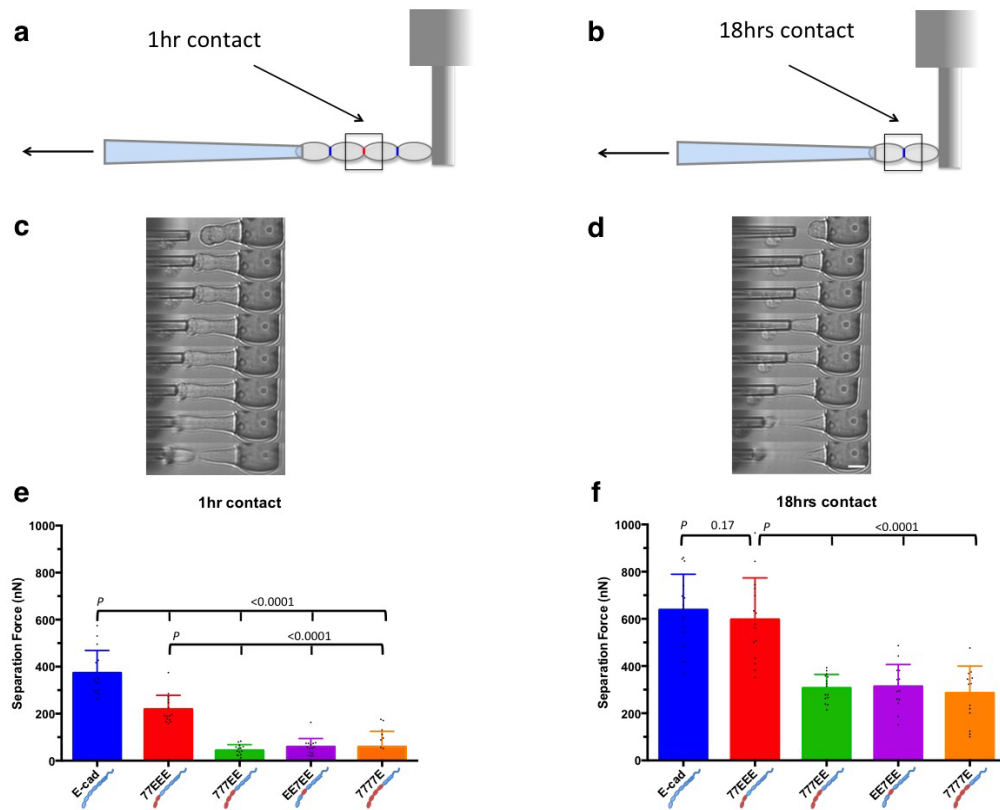 a
1hr contact
b
18hrs contact
c
d
e
1hr contact
Separation Force (nN)
1000
800
600
400
200
0
P
<0.0001
P
<0.0001
E-cad
77EEE
777EE
EE7EE
7777E
f
18hrs contact
Separation Force (nN)
1000
800
600
400
200
0
P 0.17
P <0.0001
E-cad
77EEE
777EE
EE7EE
7777E